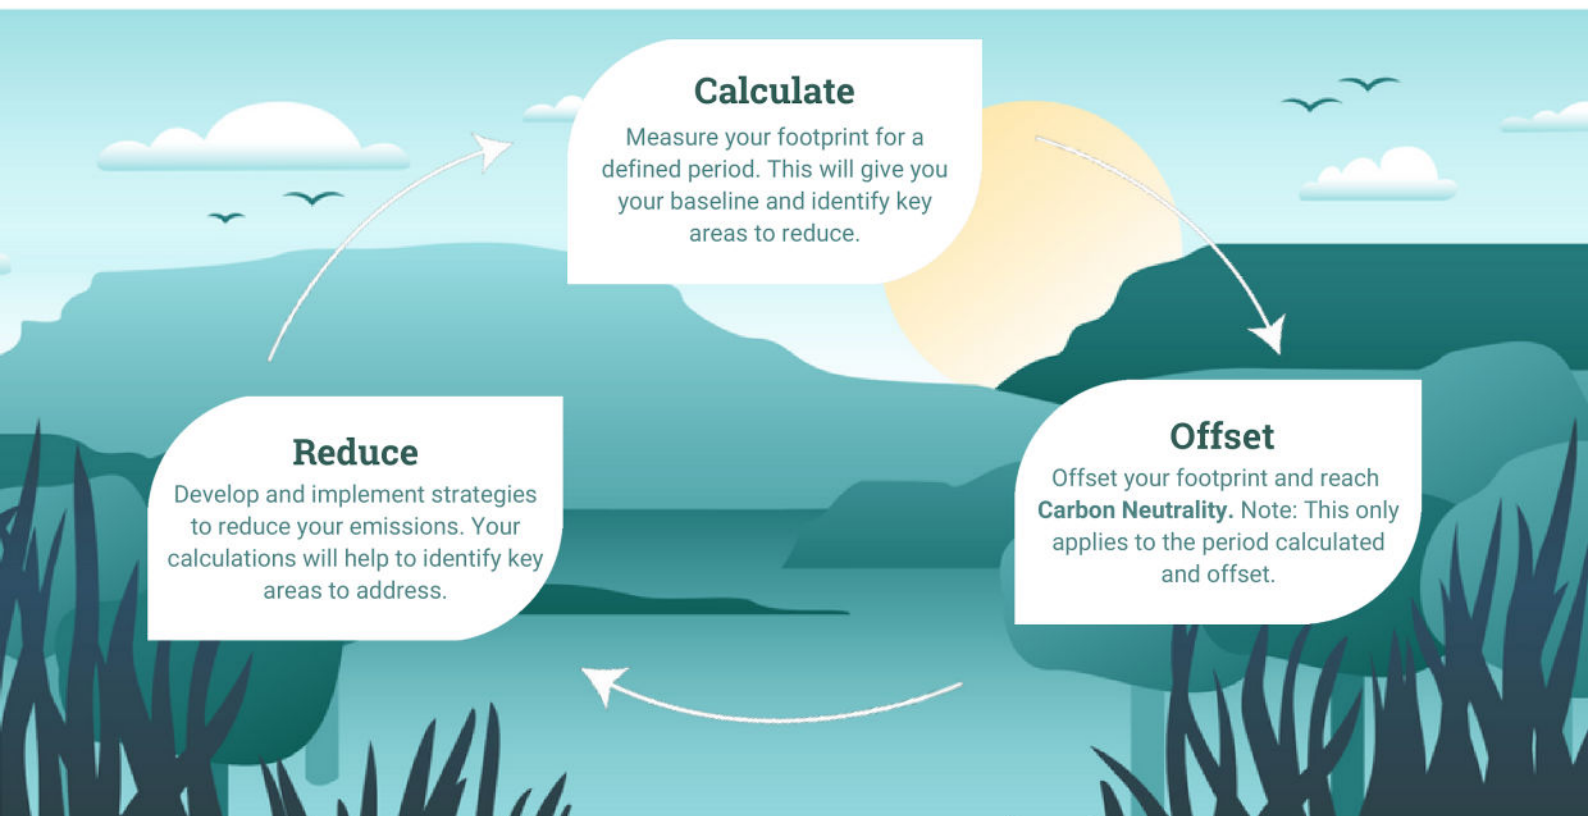 Calculate
Measure your footprint for a
defined period. This will give you
your baseline and identify key
areas to reduce.
Offset
Offset your footprint and reach
Carbon Neutrality. Note: This only
applies to the period calculated
and offset.
Reduce
Develop and implement strategies
to reduce your emissions. Your
calculations will help to identify key
areas to address.